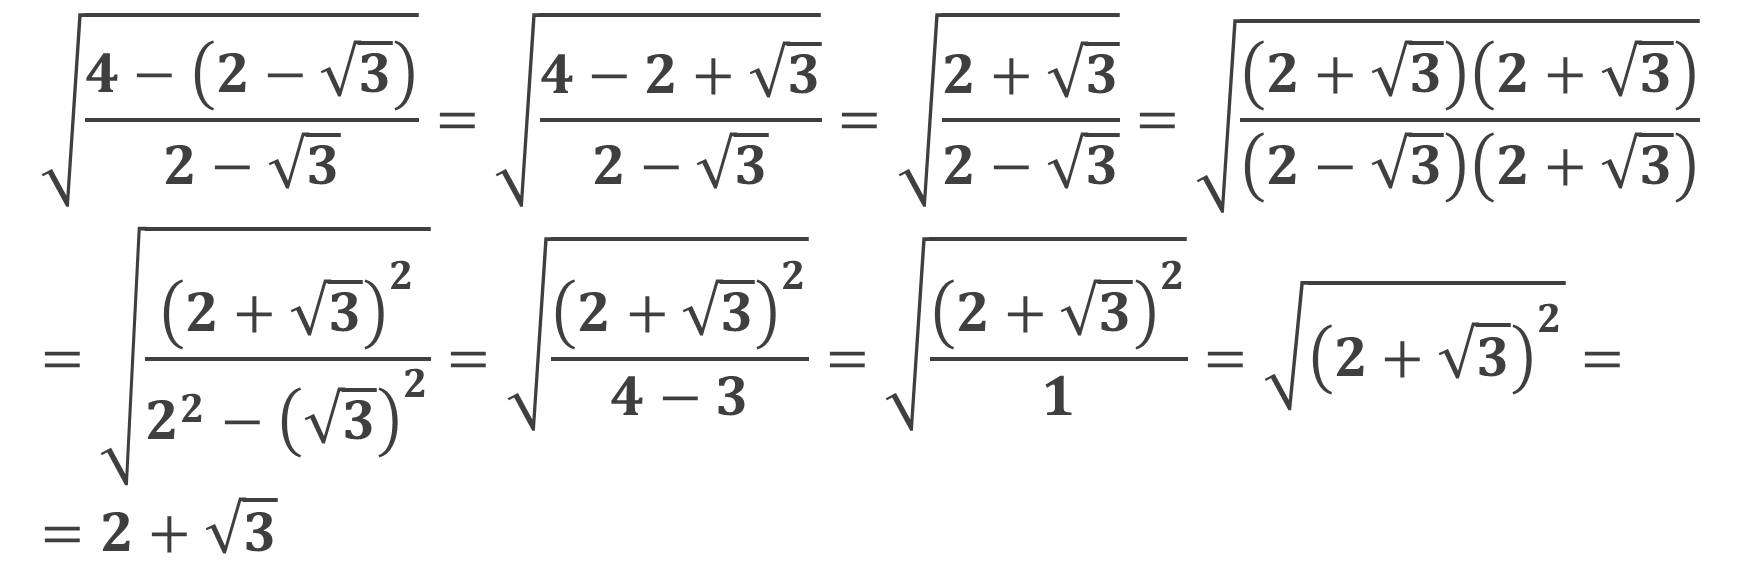 √((4 − (2 − √3))/(2 − √3)) = √((4 − 2 + √3)/(2 − √3)) = √((2 + √3)/(2 − √3)) = √(((2 + √3)(2 + √3))/((2 − √3)(2 + √3)))
= √((2 + √3)²/(2² − (√3)²)) = √((2 + √3)²/(4 − 3)) = √((2 + √3)²/1) = √((2 + √3)²) =
= 2 + √3